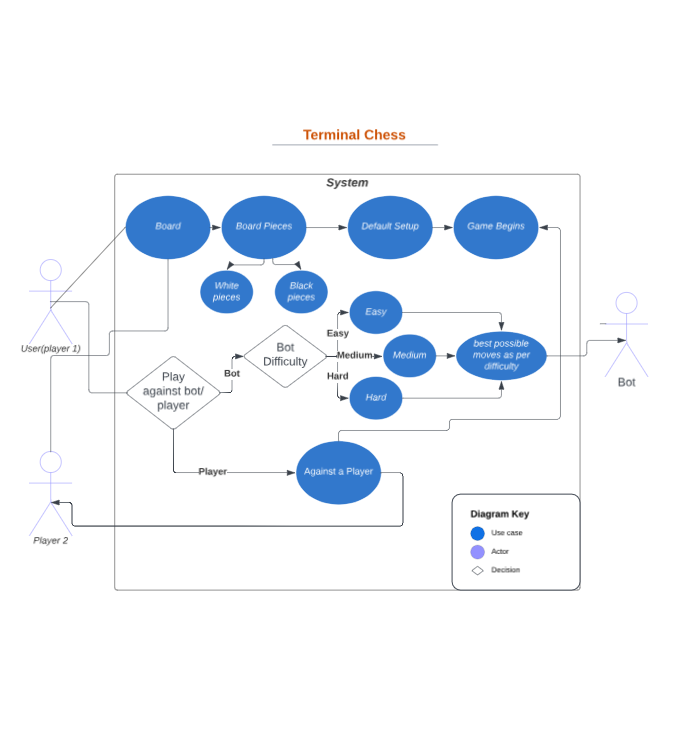 Terminal Chess
System
Board
Board Pieces
Default Setup
Game Begins
White
pieces
Black
pieces
User(player 1)
Easy
Easy
Bot
Difficulty
Medium
Medium
best possible
moves as per
difficulty
Bot
Play
against bot/
player
Bot
Hard
Hard
Player
Against a Player
Player 2
Diagram Key
Use case
Actor
Decision